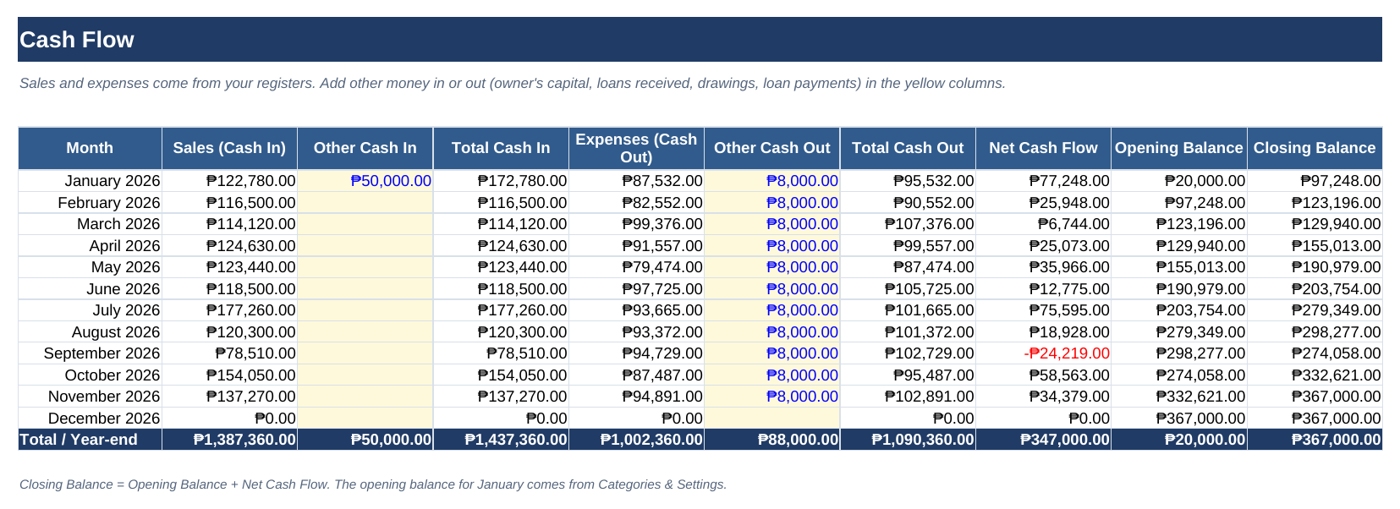 Cash Flow
Sales and expenses come from your registers. Add other money in or out (owner's capital, loans received, drawings, loan payments) in the yellow columns.
Month Sales (Cash In) Other Cash In Total Cash In Expenses (Cash Out) Other Cash Out Total Cash Out Net Cash Flow Opening Balance Closing Balance
January 2026 ₱122,780.00 ₱50,000.00 ₱172,780.00 ₱87,532.00 ₱8,000.00 ₱95,532.00 ₱77,248.00 ₱20,000.00 ₱97,248.00
February 2026 ₱116,500.00 ₱116,500.00 ₱82,552.00 ₱8,000.00 ₱90,552.00 ₱25,948.00 ₱97,248.00 ₱123,196.00
March 2026 ₱114,120.00 ₱114,120.00 ₱99,376.00 ₱8,000.00 ₱107,376.00 ₱6,744.00 ₱123,196.00 ₱129,940.00
April 2026 ₱124,630.00 ₱124,630.00 ₱91,557.00 ₱8,000.00 ₱99,557.00 ₱25,073.00 ₱129,940.00 ₱155,013.00
May 2026 ₱123,440.00 ₱123,440.00 ₱79,474.00 ₱8,000.00 ₱87,474.00 ₱35,966.00 ₱155,013.00 ₱190,979.00
June 2026 ₱118,500.00 ₱118,500.00 ₱97,725.00 ₱8,000.00 ₱105,725.00 ₱12,775.00 ₱190,979.00 ₱203,754.00
July 2026 ₱177,260.00 ₱177,260.00 ₱93,665.00 ₱8,000.00 ₱101,665.00 ₱75,595.00 ₱203,754.00 ₱279,349.00
August 2026 ₱120,300.00 ₱120,300.00 ₱93,372.00 ₱8,000.00 ₱101,372.00 ₱18,928.00 ₱279,349.00 ₱298,277.00
September 2026 ₱78,510.00 ₱78,510.00 ₱94,729.00 ₱8,000.00 ₱102,729.00 -₱24,219.00 ₱298,277.00 ₱274,058.00
October 2026 ₱154,050.00 ₱154,050.00 ₱87,487.00 ₱8,000.00 ₱95,487.00 ₱58,563.00 ₱274,058.00 ₱332,621.00
November 2026 ₱137,270.00 ₱137,270.00 ₱94,891.00 ₱8,000.00 ₱102,891.00 ₱34,379.00 ₱332,621.00 ₱367,000.00
December 2026 ₱0.00 ₱0.00 ₱0.00 ₱0.00 ₱0.00 ₱367,000.00 ₱367,000.00
Total / Year-end ₱1,387,360.00 ₱50,000.00 ₱1,437,360.00 ₱1,002,360.00 ₱88,000.00 ₱1,090,360.00 ₱347,000.00 ₱20,000.00 ₱367,000.00
Closing Balance = Opening Balance + Net Cash Flow. The opening balance for January comes from Categories & Settings.